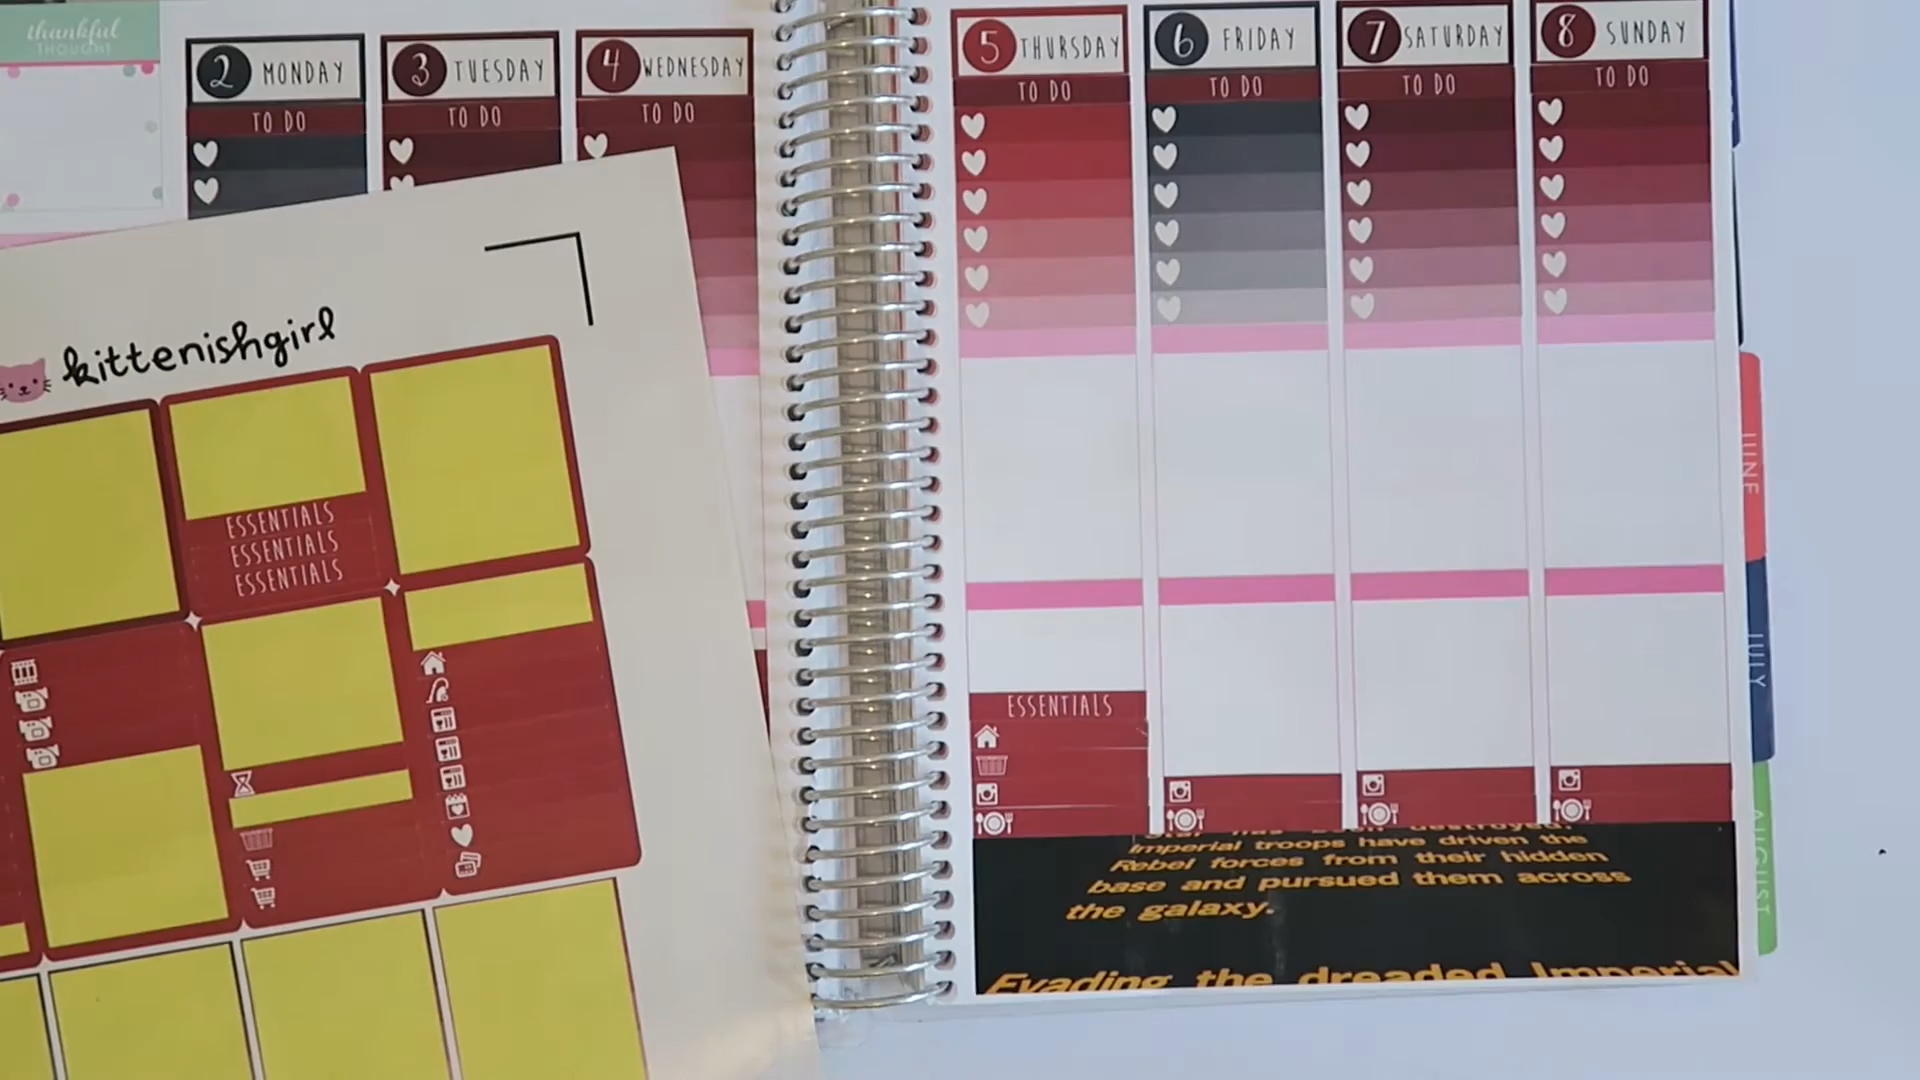 thankful
THOUGHT
2 MONDAY
TO DO
3 TUESDAY
TO DO
4 WEDNESDAY
TO DO
5 THURSDAY
TO DO
6 FRIDAY
TO DO
7 SATURDAY
TO DO
8 SUNDAY
TO DO
kittenishgirl
ESSENTIALS
ESSENTIALS
ESSENTIALS
ESSENTIALS
destroyed.
Imperial troops have driven the
Rebel forces from their hidden
base and pursued them across
the galaxy.
Evading the dreaded Imperial
JUNE
JULY
AUGUST